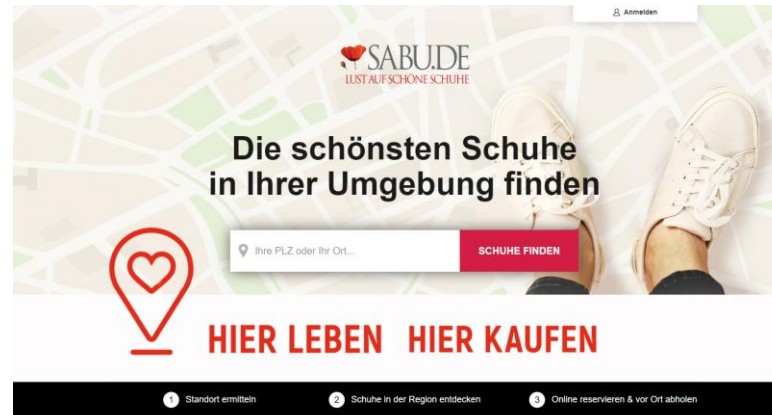 Anmelden
SABU.DE
LUST AUF SCHÖNE SCHUHE
Die schönsten Schuhe
in Ihrer Umgebung finden
Ihre PLZ oder Ihr Ort...
SCHUHE FINDEN
HIER LEBEN HIER KAUFEN
1 Standort ermitteln
2 Schuhe in der Region entdecken
3 Online reservieren & vor Ort abholen